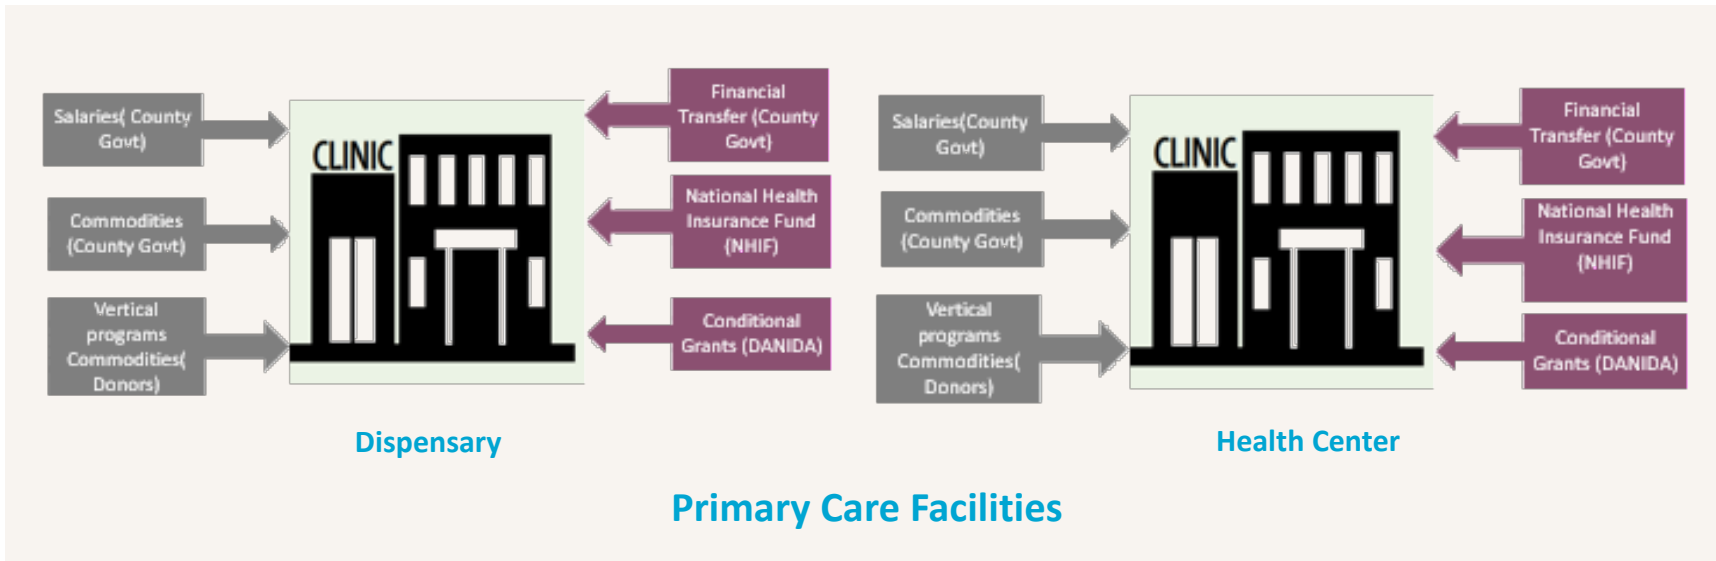 Salaries( County
Govt)
Commodities
(County Govt)
Vertical
programs
Commodities(
Donors)
CLINIC
Financial
Transfer (County
Govt)
National Health
Insurance Fund
(NHIF)
Conditional
Grants (DANIDA)
Dispensary
Salaries(County
Govt)
Commodities
(County Govt)
Vertical
programs
Commodities(
Donors)
CLINIC
Financial
Transfer (County
Govt)
National Health
Insurance Fund
(NHIF)
Conditional
Grants (DANIDA)
Health Center
Primary Care Facilities